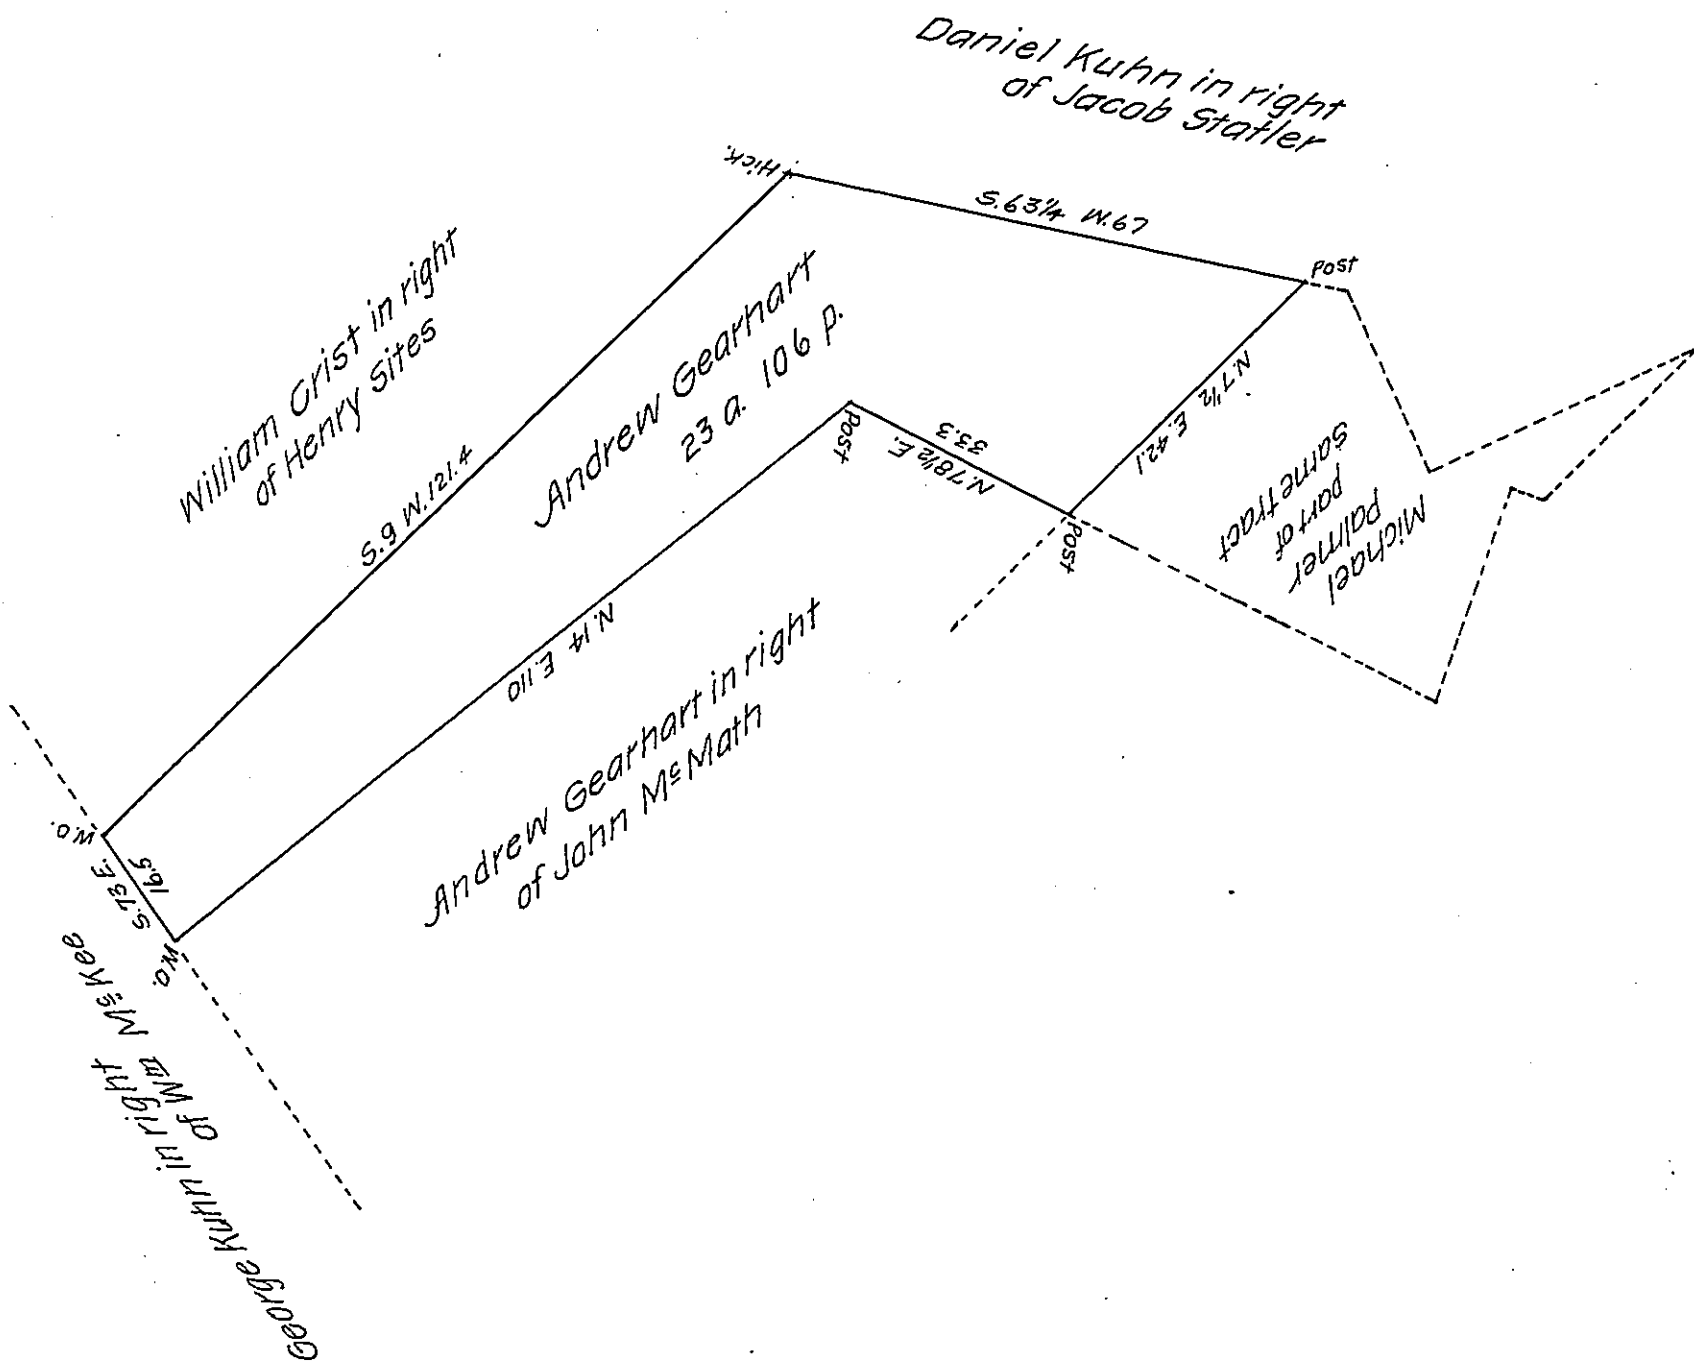 Daniel Kuhn in right
of Jacob Statler
Hick.
S.63¼ W.67
Post
William Crist in right
of Henry Sites
Andrew Gearhart
23 a. 106 p.
S.9 W.121.4
N.7½ E.42.1
Post
N.78½ E.
33.3
Post
Michael
Palmer
part of
Same tract
N.14 E.110
Andrew Gearhart in right
of John Mc Math
W.O.
S.73 E.
16.5
W.O.
George Kuhn in right
of Wm McKee